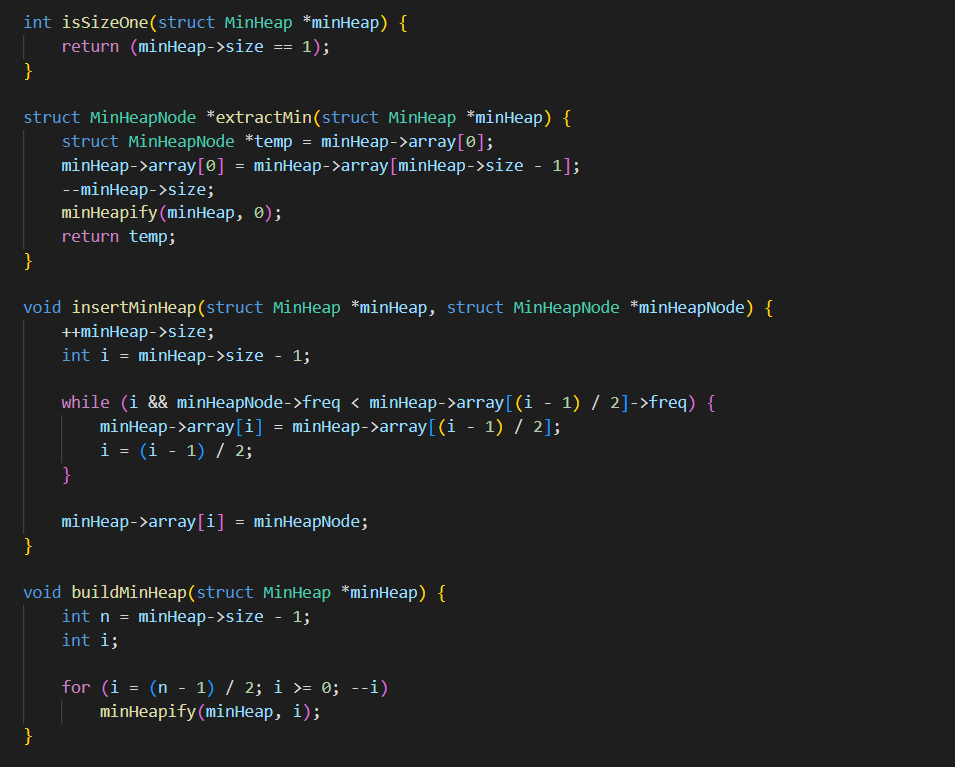 int isSizeOne(struct MinHeap *minHeap) {
    return (minHeap->size == 1);
}

struct MinHeapNode *extractMin(struct MinHeap *minHeap) {
    struct MinHeapNode *temp = minHeap->array[0];
    minHeap->array[0] = minHeap->array[minHeap->size - 1];
    --minHeap->size;
    minHeapify(minHeap, 0);
    return temp;
}

void insertMinHeap(struct MinHeap *minHeap, struct MinHeapNode *minHeapNode) {
    ++minHeap->size;
    int i = minHeap->size - 1;

    while (i && minHeapNode->freq < minHeap->array[(i - 1) / 2]->freq) {
        minHeap->array[i] = minHeap->array[(i - 1) / 2];
        i = (i - 1) / 2;
    }

    minHeap->array[i] = minHeapNode;
}

void buildMinHeap(struct MinHeap *minHeap) {
    int n = minHeap->size - 1;
    int i;

    for (i = (n - 1) / 2; i >= 0; --i)
        minHeapify(minHeap, i);
}